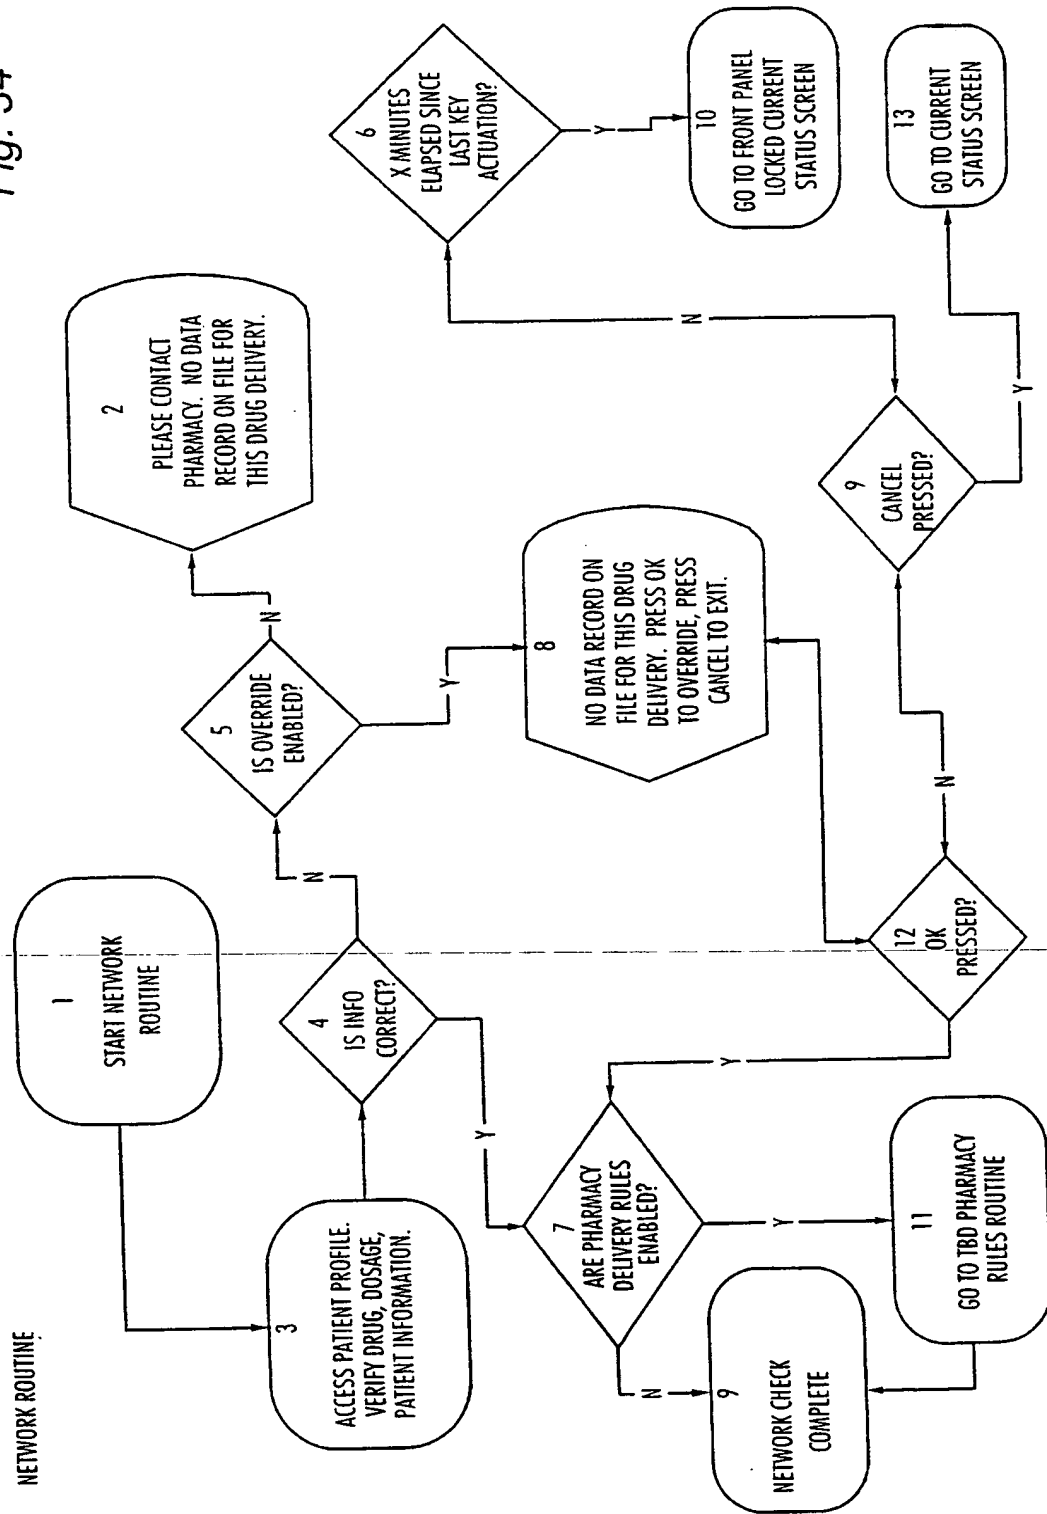 Fig. 54
NETWORK ROUTINE
1
START NETWORK
ROUTINE
3
ACCESS PATIENT PROFILE.
VERIFY DRUG, DOSAGE,
PATIENT INFORMATION.
4
IS INFO
CORRECT?
N
Y
5
IS OVERRIDE
ENABLED?
N
Y
2
PLEASE CONTACT
PHARMACY. NO DATA
RECORD ON FILE FOR
THIS DRUG DELIVERY.
8
NO DATA RECORD ON
FILE FOR THIS DRUG
DELIVERY. PRESS OK
TO OVERRIDE, PRESS
CANCEL TO EXIT.
7
ARE PHARMACY
DELIVERY RULES
ENABLED?
N
Y
9
NETWORK CHECK
COMPLETE
11
GO TO TBD PHARMACY
RULES ROUTINE
12
OK
PRESSED?
Y
N
9
CANCEL
PRESSED?
N
Y
6
X MINUTES
ELAPSED SINCE
LAST KEY
ACTUATION?
Y
10
GO TO FRONT PANEL
LOCKED CURRENT
STATUS SCREEN
13
GO TO CURRENT
STATUS SCREEN